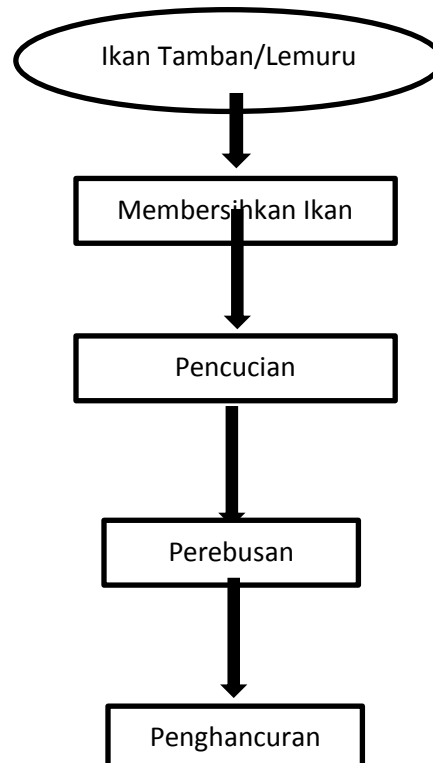 Ikan Tamban/Lemuru
Membersihkan Ikan
Pencucian
Perebusan
Penghancuran